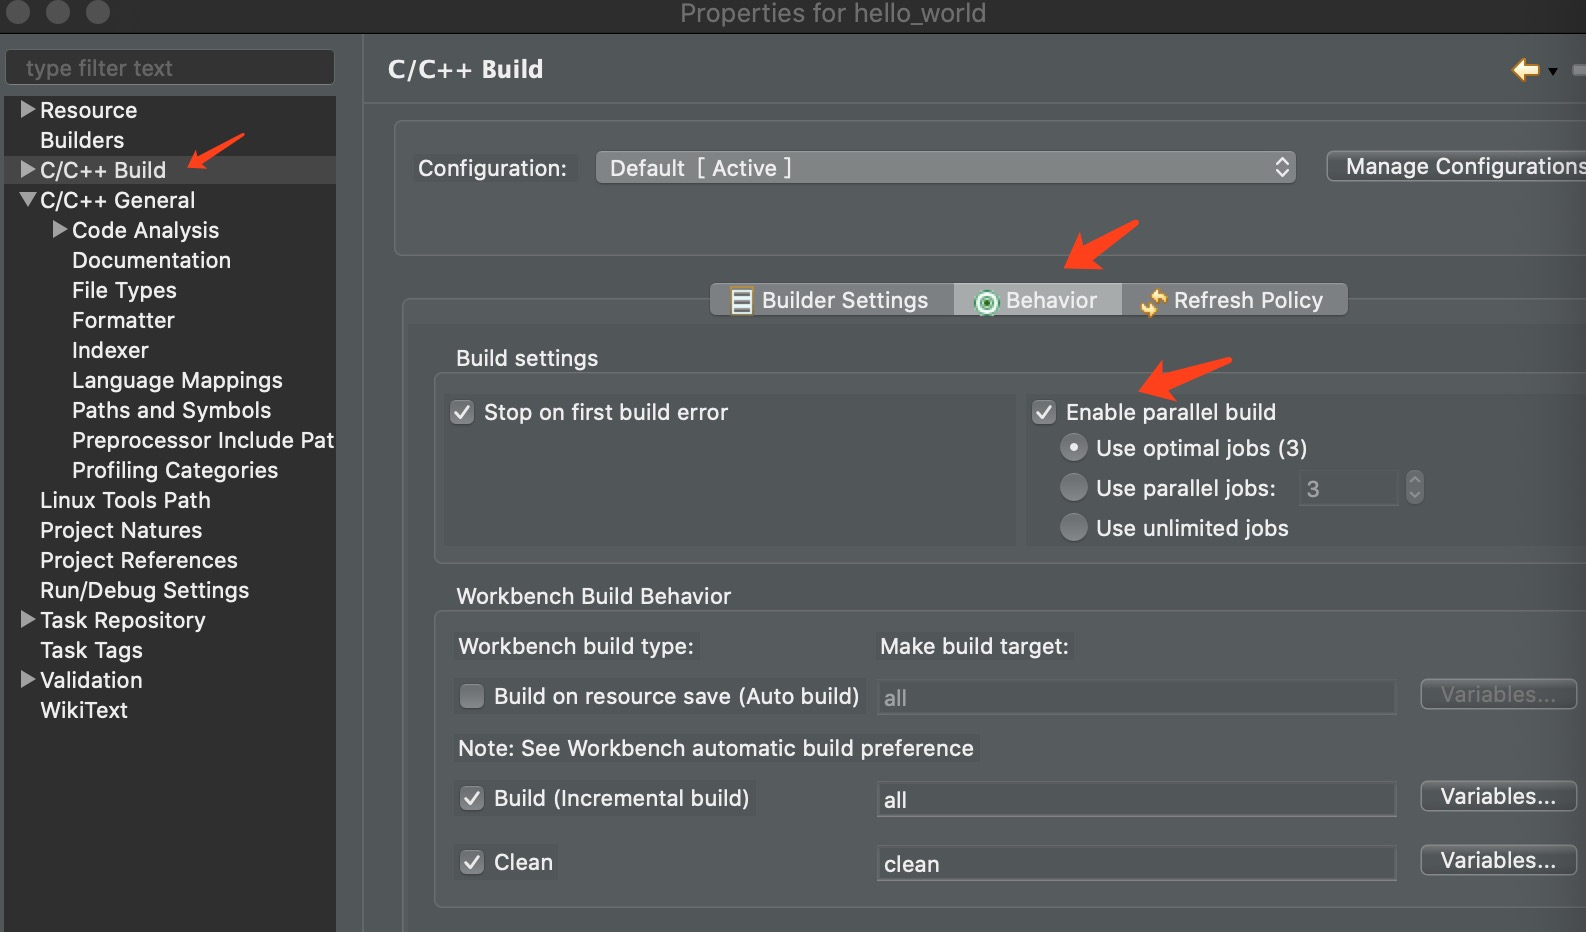 Properties for hello_world
type filter text
Resource
Builders
C/C++ Build
C/C++ General
Code Analysis
Documentation
File Types
Formatter
Indexer
Language Mappings
Paths and Symbols
Preprocessor Include Pat
Profiling Categories
Linux Tools Path
Project Natures
Project References
Run/Debug Settings
Task Repository
Task Tags
Validation
WikiText
C/C++ Build
Configuration: Default [ Active ] Manage Configurations
Builder Settings Behavior Refresh Policy
Build settings
Stop on first build error
Enable parallel build
Use optimal jobs (3)
Use parallel jobs: 3
Use unlimited jobs
Workbench Build Behavior
Workbench build type: Make build target:
Build on resource save (Auto build) all Variables...
Note: See Workbench automatic build preference
Build (Incremental build) all Variables...
Clean clean Variables...